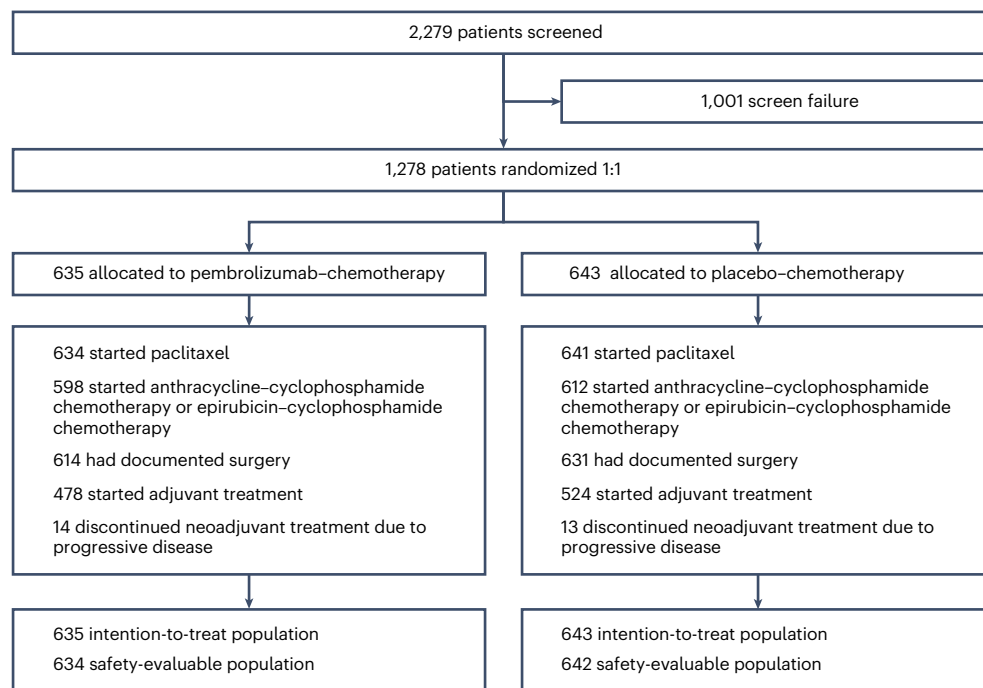 2,279 patients screened
1,001 screen failure
1,278 patients randomized 1:1
635 allocated to pembrolizumab–chemotherapy
643 allocated to placebo–chemotherapy
634 started paclitaxel
598 started anthracycline–cyclophosphamide
chemotherapy or epirubicin–cyclophosphamide
chemotherapy
614 had documented surgery
478 started adjuvant treatment
14 discontinued neoadjuvant treatment due to
progressive disease
641 started paclitaxel
612 started anthracycline–cyclophosphamide
chemotherapy or epirubicin–cyclophosphamide
chemotherapy
631 had documented surgery
524 started adjuvant treatment
13 discontinued neoadjuvant treatment due to
progressive disease
635 intention-to-treat population
634 safety-evaluable population
643 intention-to-treat population
642 safety-evaluable population